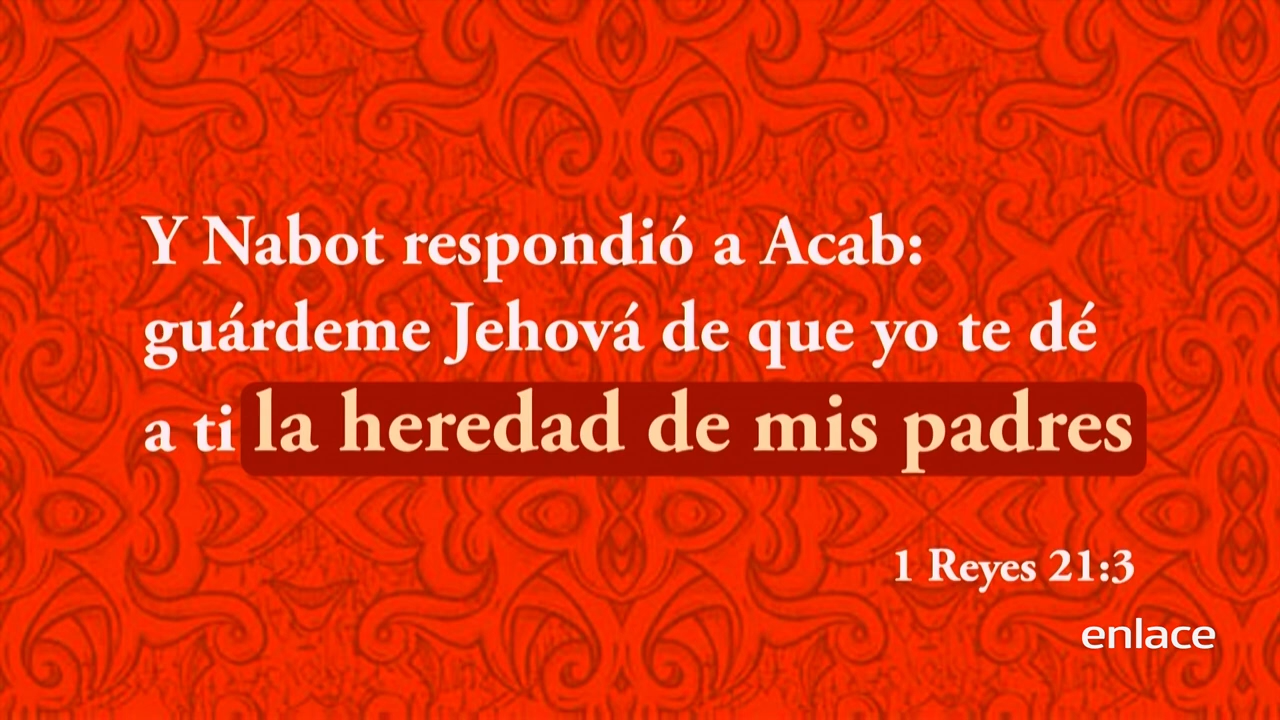 Y Nabot respondió a Acab:
guárdeme Jehová de que yo te dé
a ti la heredad de mis padres
1 Reyes 21:3
enlace